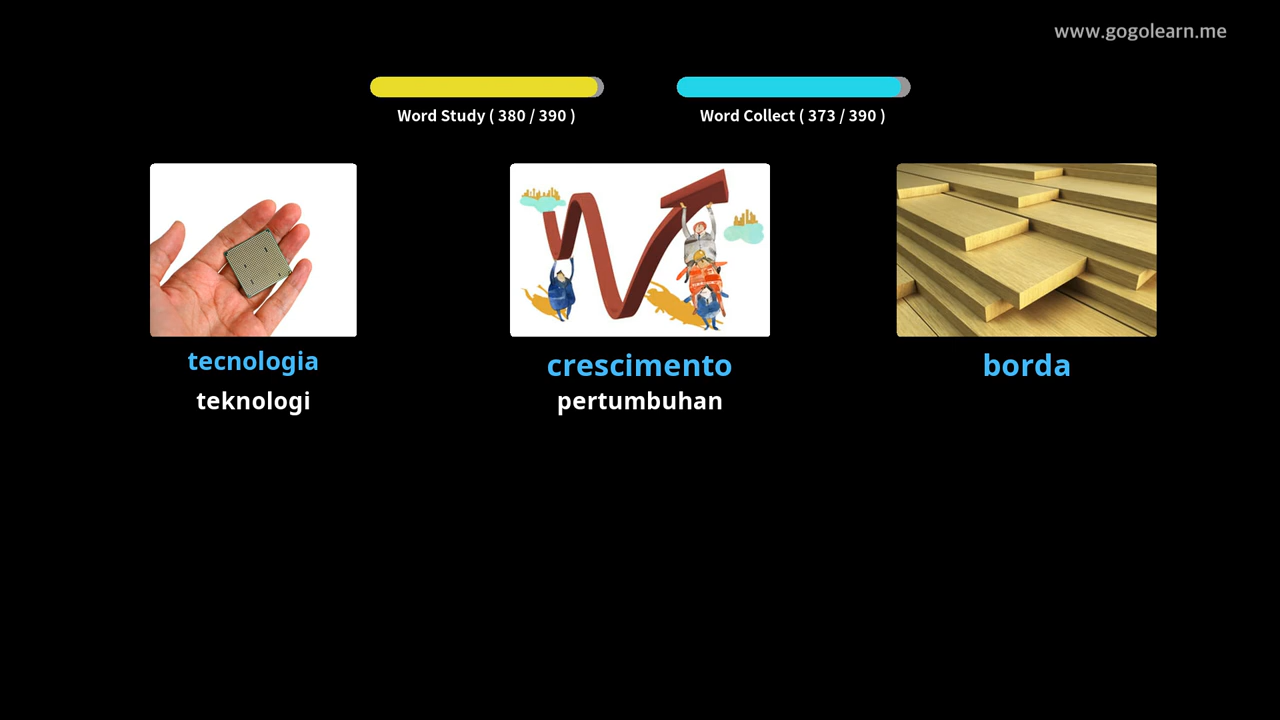 www.gogolearn.me
Word Study ( 380 / 390 )
Word Collect ( 373 / 390 )
tecnologia
teknologi
crescimento
pertumbuhan
borda